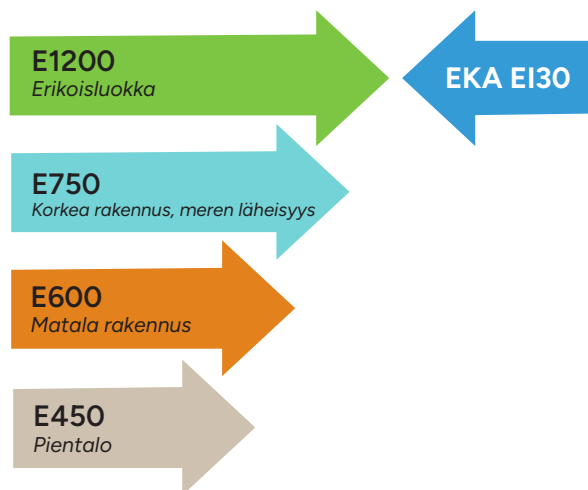 E1200
Erikoisluokka
EKA EI30
E750
Korkea rakennus, meren läheisyys
E600
Matala rakennus
E450
Pientalo